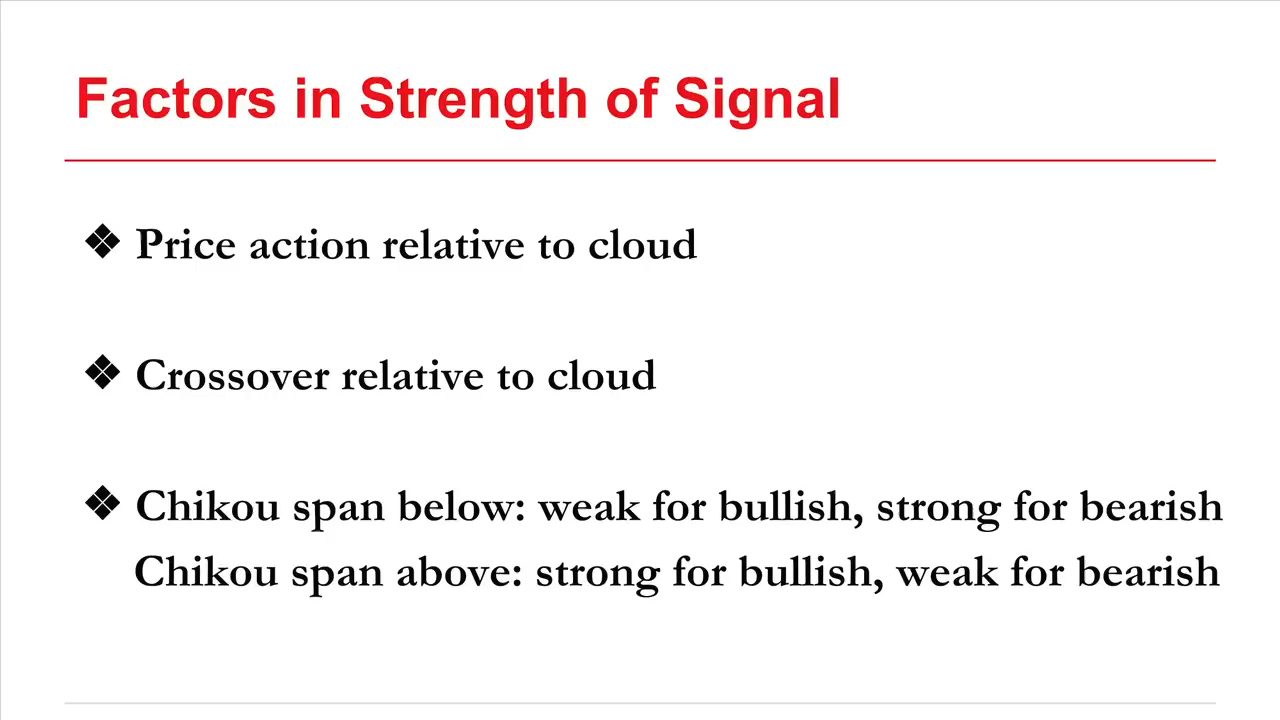 Factors in Strength of Signal
❖ Price action relative to cloud
❖ Crossover relative to cloud
❖ Chikou span below: weak for bullish, strong for bearish
Chikou span above: strong for bullish, weak for bearish